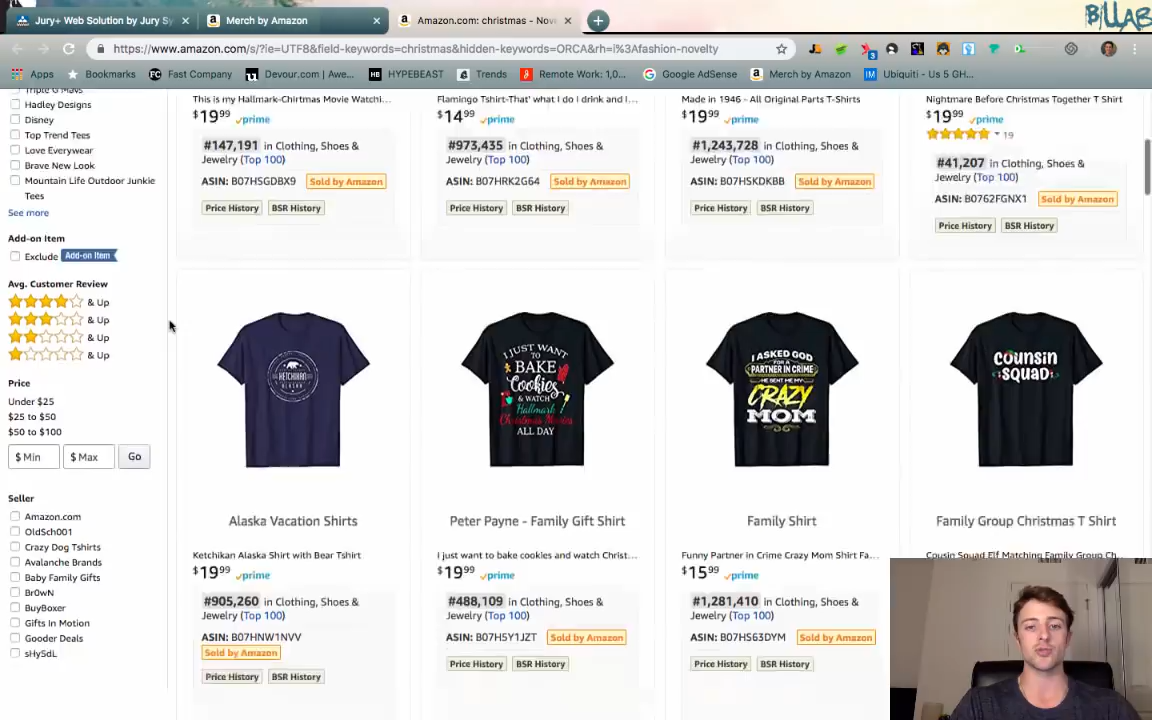 BiLLAB
Jury+ Web Solution by Jury Sy
Merch by Amazon
Amazon.com: christmas - Nov
https://www.amazon.com/s/?ie=UTF8&field-keywords=christmas&hidden-keywords=ORCA&rh=i%3Afashion-novelty
Apps
Bookmarks
Fast Company
Devour.com | Awe...
HYPEBEAST
Trends
Remote Work: 1,0...
Google AdSense
Merch by Amazon
Ubiquiti - Us 5 GH...
Triple G Mavs
Hadley Designs
Disney
Top Trend Tees
Love Everywear
Brave New Look
Mountain Life Outdoor Junkie
Tees
See more
Add-on Item
Exclude Add-on Item
Avg. Customer Review
& Up
& Up
& Up
& Up
Price
Under $25
$25 to $50
$50 to $100
$ Min $ Max Go
Seller
Amazon.com
OldSch001
Crazy Dog Tshirts
Avalanche Brands
Baby Family Gifts
Br0wN
BuyBoxer
Gifts In Motion
Gooder Deals
sHySdL
This is my Hallmark-Chirtmas Movie Watchi...
$19.99 prime
#147,191 in Clothing, Shoes &
Jewelry (Top 100)
ASIN: B07HSGDBX9 Sold by Amazon
Price History BSR History
Flamingo Tshirt-That' what I do I drink and I...
$14.99 prime
#973,435 in Clothing, Shoes &
Jewelry (Top 100)
ASIN: B07HRK2G64 Sold by Amazon
Price History BSR History
Made in 1946 - All Original Parts T-Shirts
$19.99 prime
#1,243,728 in Clothing, Shoes &
Jewelry (Top 100)
ASIN: B07HSKDKBB Sold by Amazon
Price History BSR History
Nightmare Before Christmas Together T Shirt
$19.99 prime
19
#41,207 in Clothing, Shoes &
Jewelry (Top 100)
ASIN: B0762FGNX1 Sold by Amazon
Price History BSR History
KETCHIKAN
ALASKA
Alaska Vacation Shirts
Ketchikan Alaska Shirt with Bear Tshirt
$19.99 prime
#905,260 in Clothing, Shoes &
Jewelry (Top 100)
ASIN: B07HNW1NVV
Sold by Amazon
Price History BSR History
I JUST WANT
TO
BAKE
Cookies
& WATCH
Hallmark
Christmas Movies
ALL DAY
Peter Payne - Family Gift Shirt
I just want to bake cookies and watch Christ...
$19.99 prime
#488,109 in Clothing, Shoes &
Jewelry (Top 100)
ASIN: B07H5Y1JZT Sold by Amazon
Price History BSR History
I ASKED GOD
FOR A
PARTNER IN CRIME
HE SENT ME MY
CRAZY
MOM
Family Shirt
Funny Partner in Crime Crazy Mom Shirt Fa...
$15.99 prime
#1,281,410 in Clothing, Shoes &
Jewelry (Top 100)
ASIN: B07HS63DYM Sold by Amazon
Price History BSR History
COUNSIN
SQUAD
Family Group Christmas T Shirt
Cousin Squad Elf Matching Family Group Ch...